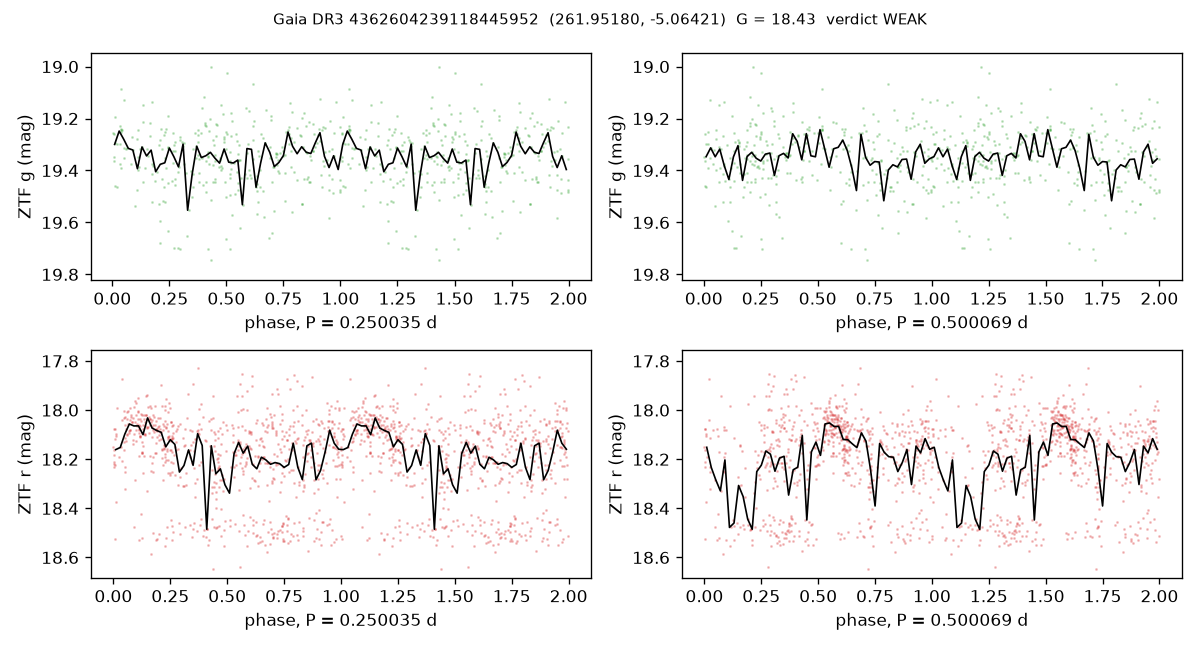 Gaia DR3 4362604239118445952 (261.95180, -5.06421) G = 18.43 verdict WEAK
ZTF g (mag)
19.0
19.2
19.4
19.6
19.8
0.00 0.25 0.50 0.75 1.00 1.25 1.50 1.75 2.00
phase, P = 0.250035 d
ZTF g (mag)
19.0
19.2
19.4
19.6
19.8
0.00 0.25 0.50 0.75 1.00 1.25 1.50 1.75 2.00
phase, P = 0.500069 d
ZTF r (mag)
17.8
18.0
18.2
18.4
18.6
0.00 0.25 0.50 0.75 1.00 1.25 1.50 1.75 2.00
phase, P = 0.250035 d
ZTF r (mag)
17.8
18.0
18.2
18.4
18.6
0.00 0.25 0.50 0.75 1.00 1.25 1.50 1.75 2.00
phase, P = 0.500069 d